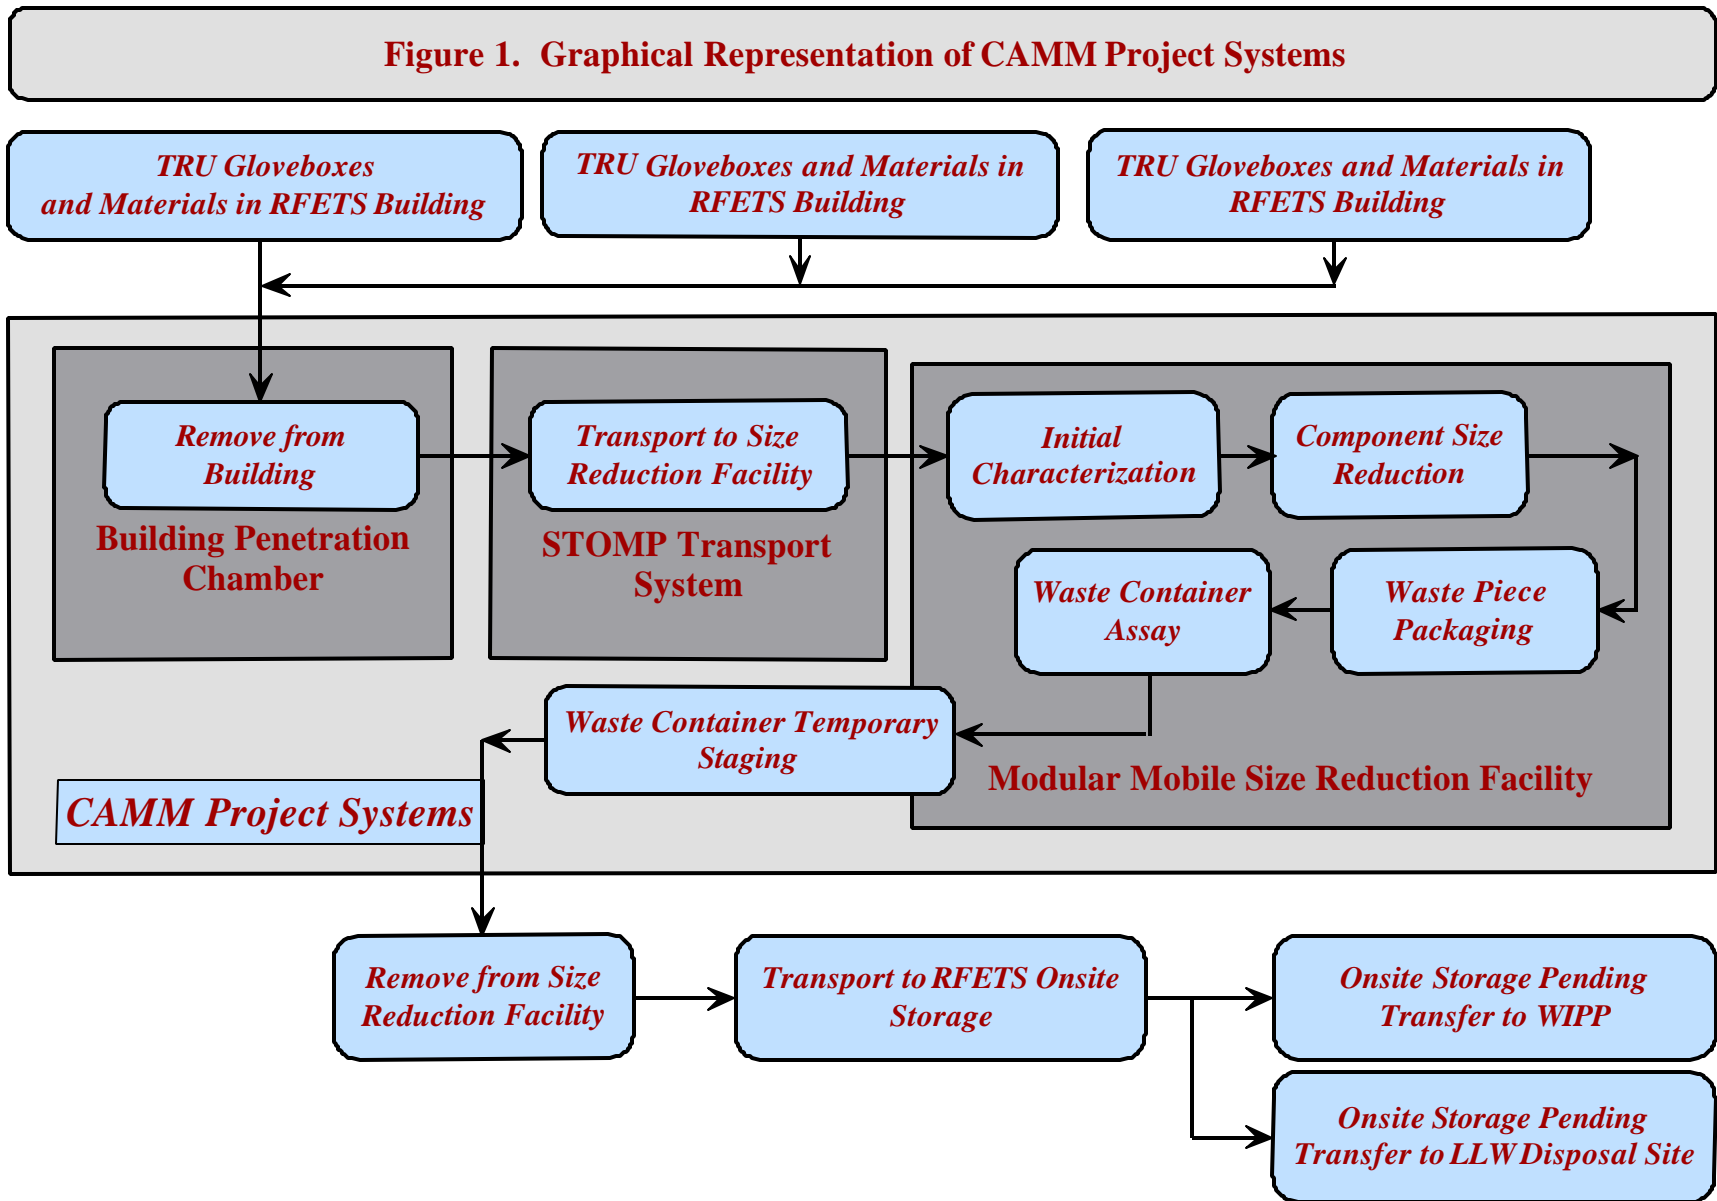 Figure 1.  Graphical Representation of CAMM Project Systems
TRU Gloveboxes
and Materials in RFETS Building
TRU Gloveboxes and Materials in
RFETS Building
TRU Gloveboxes and Materials in
RFETS Building
Remove from
Building
Building Penetration
Chamber
Transport to Size
Reduction Facility
STOMP Transport
System
Initial
Characterization
Component Size
Reduction
Waste Piece
Packaging
Waste Container
Assay
Modular Mobile Size Reduction Facility
Waste Container Temporary
Staging
CAMM Project Systems
Remove from Size
Reduction Facility
Transport to RFETS Onsite
Storage
Onsite Storage Pending
Transfer to WIPP
Onsite Storage Pending
Transfer to LLW Disposal Site